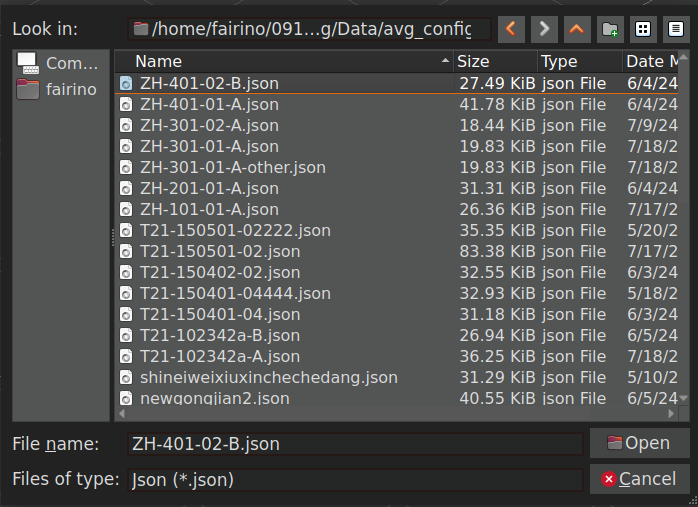 Look in: /home/fairino/091...g/Data/avg_config
Com...
fairino
Name Size Type Date M
ZH-401-02-B.json 27.49 KiB json File 6/4/24
ZH-401-01-A.json 41.78 KiB json File 6/4/24
ZH-301-02-A.json 18.44 KiB json File 7/9/24
ZH-301-01-A.json 19.83 KiB json File 7/18/2
ZH-301-01-A-other.json 19.83 KiB json File 7/18/2
ZH-201-01-A.json 31.31 KiB json File 6/4/24
ZH-101-01-A.json 26.36 KiB json File 7/17/2
T21-150501-02222.json 35.35 KiB json File 5/20/2
T21-150501-02.json 83.38 KiB json File 7/17/2
T21-150402-02.json 32.55 KiB json File 6/3/24
T21-150401-04444.json 32.93 KiB json File 5/18/2
T21-150401-04.json 31.18 KiB json File 6/3/24
T21-102342a-B.json 26.94 KiB json File 6/5/24
T21-102342a-A.json 36.25 KiB json File 7/18/2
shineiweixiuxinchechedang.json 31.29 KiB json File 5/10/2
newgongjian2.json 40.55 KiB json File 6/5/24
File name: ZH-401-02-B.json Open
Files of type: Json (*.json) Cancel